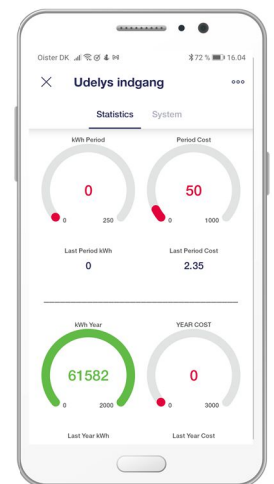 Oister DK 72 % 16.04
Udelys indgang
Statistics System
kWh Period Period Cost
0 50
0 250 0 1000
Last Period kWh Last Period Cost
0 2.35
kWh Year YEAR COST
61582 0
0 2000 0 3000
Last Year kWh Last Year Cost